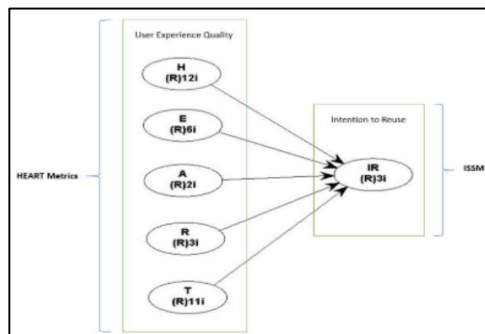 User Experience Quality
H
(R)12i
E
(R)6i
A
(R)2i
R
(R)3i
T
(R)11i
HEART Metrics
Intention to Reuse
IR
(R)3i
ISSM